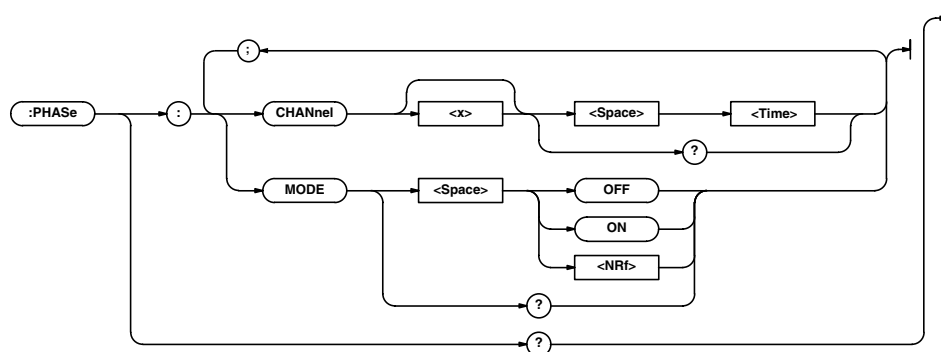 ;
:PHASe : CHANnel <x> <Space> <Time>
?
MODE <Space> OFF
ON
<NRf>
?
?